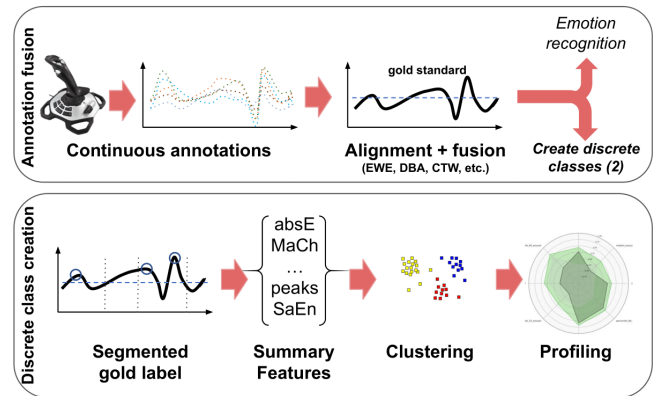 Annotation fusion
Continuous annotations
gold standard
Alignment + fusion
(EWE, DBA, CTW, etc.)
Emotion
recognition
Create discrete
classes (2)
Discrete class creation
Segmented
gold label
absE
MaCh
...
peaks
SaEn
Summary
Features
Clustering
Profiling